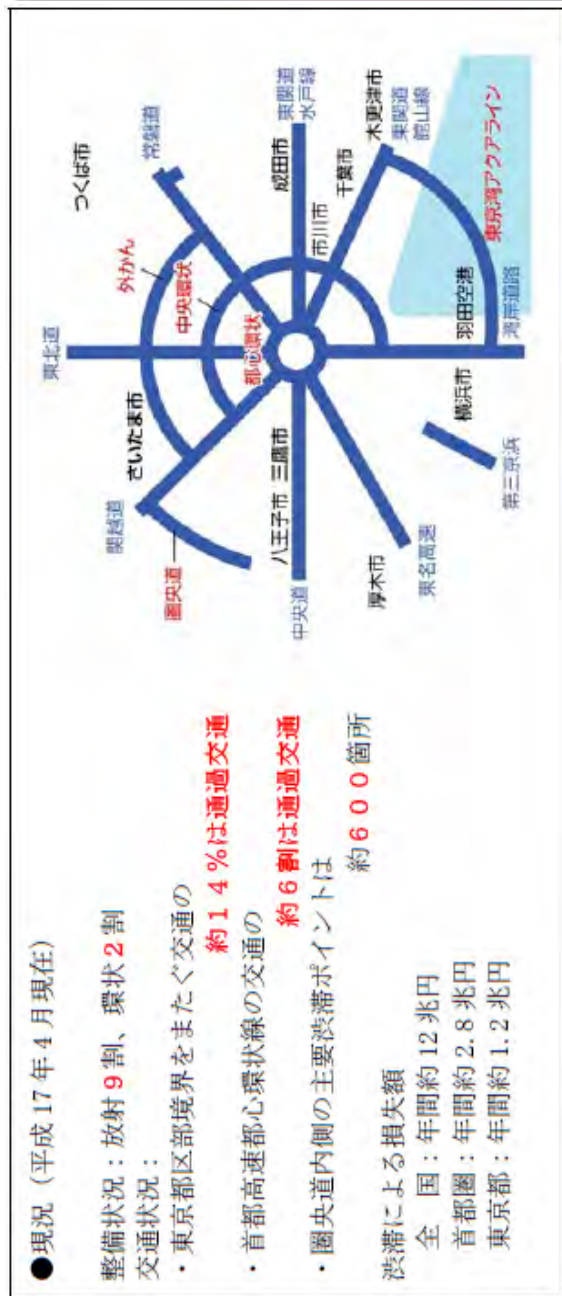 ●現況（平成17年4月現在）
整備状況：放射9割、環状2割
交通状況：
・東京都区部境界をまたぐ交通の
約１４％は通過交通
・首都高速都心環状線の交通の
約６割は通過交通
・圏央道内側の主要渋滞ポイントは
約６００箇所
渋滞による損失額
全　国：年間約12兆円
首都圏：年間約2.8兆円
東京都：年間約1.2兆円
東北道
つくば市
常磐道
外かん
関越道
さいたま市
中央環状
圏央道
都心環状
成田市
東関道
水戸線
八王子市
三鷹市
市川市
中央道
千葉市
木更津市
東関道
館山線
厚木市
東名高速
横浜市
羽田空港
東京湾アクアライン
第三京浜
湾岸道路